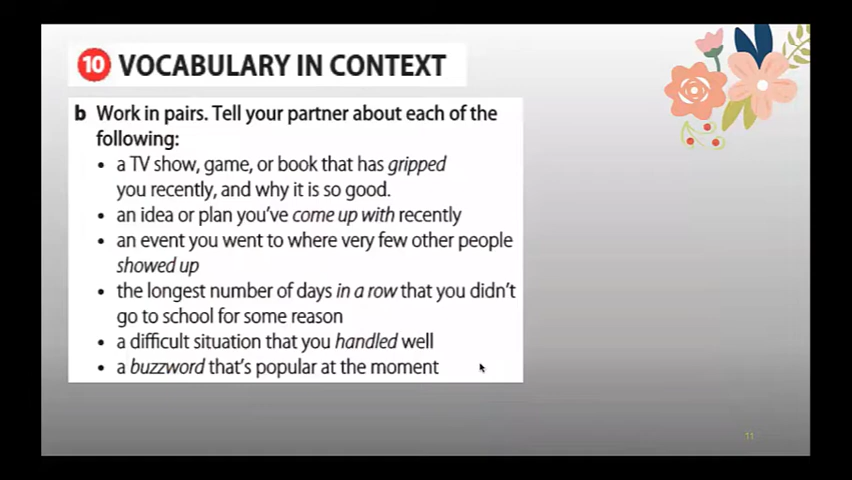 10 VOCABULARY IN CONTEXT
b Work in pairs. Tell your partner about each of the
following:
• a TV show, game, or book that has gripped
you recently, and why it is so good.
• an idea or plan you've come up with recently
• an event you went to where very few other people
showed up
• the longest number of days in a row that you didn't
go to school for some reason
• a difficult situation that you handled well
• a buzzword that's popular at the moment
11